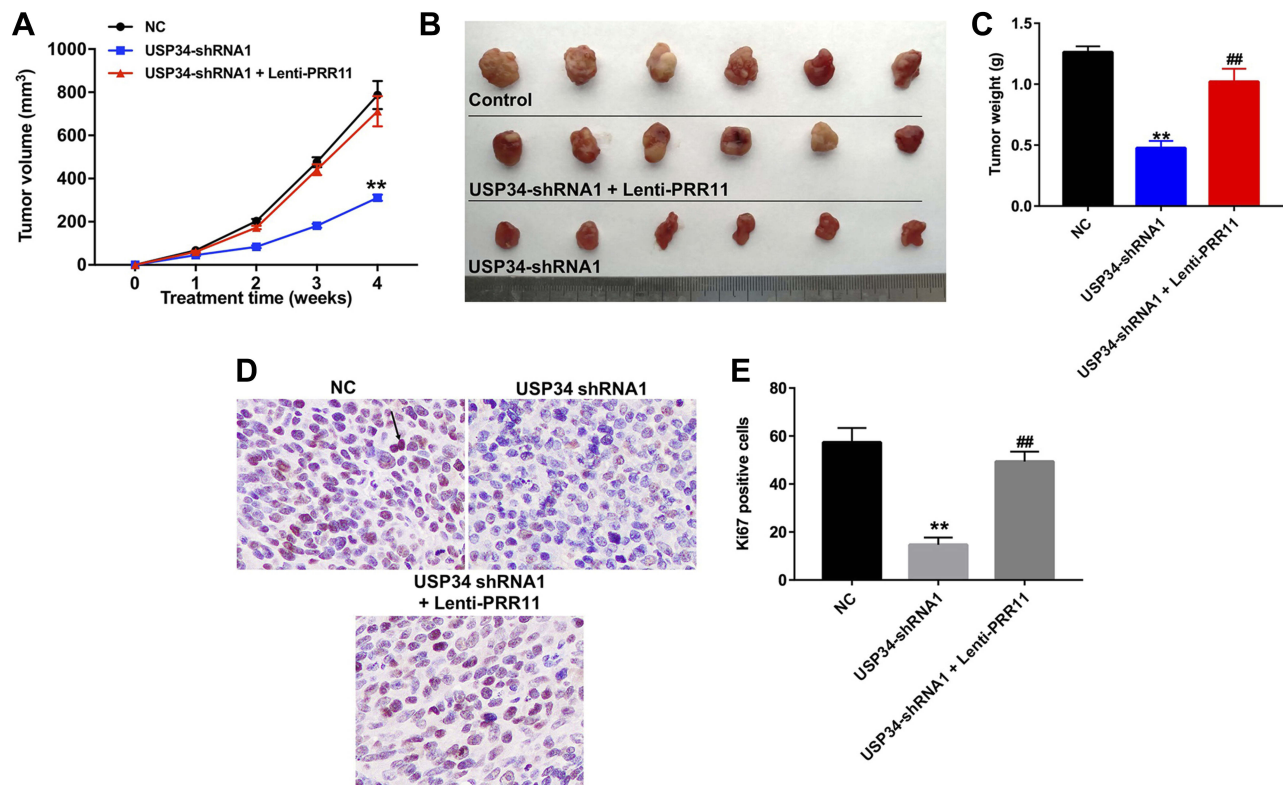 A
NC
USP34-shRNA1
USP34-shRNA1 + Lenti-PRR11
Tumor volume (mm3)
1000
800
600
400
200
0
0 1 2 3 4
Treatment time (weeks)
**
B
Control
USP34-shRNA1 + Lenti-PRR11
USP34-shRNA1
C
Tumor weight (g)
1.5
1.0
0.5
0.0
**
##
NC
USP34-shRNA1
USP34-shRNA1 + Lenti-PRR11
D
NC
USP34 shRNA1
USP34 shRNA1
+ Lenti-PRR11
E
Ki67 positive cells
80
60
40
20
0
**
##
NC
USP34-shRNA1
USP34-shRNA1 + Lenti-PRR11